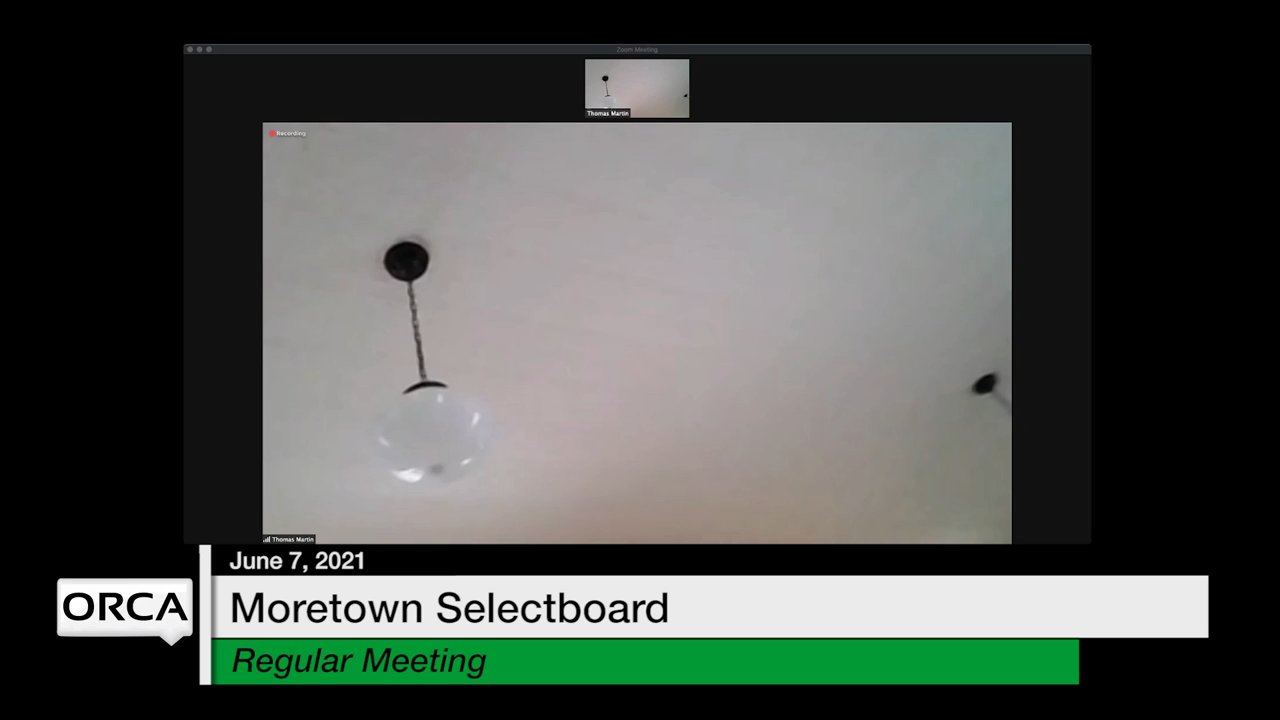 Zoom Meeting
Thomas Martin
Recording
Thomas Martin
June 7, 2021
ORCA
Moretown Selectboard
Regular Meeting